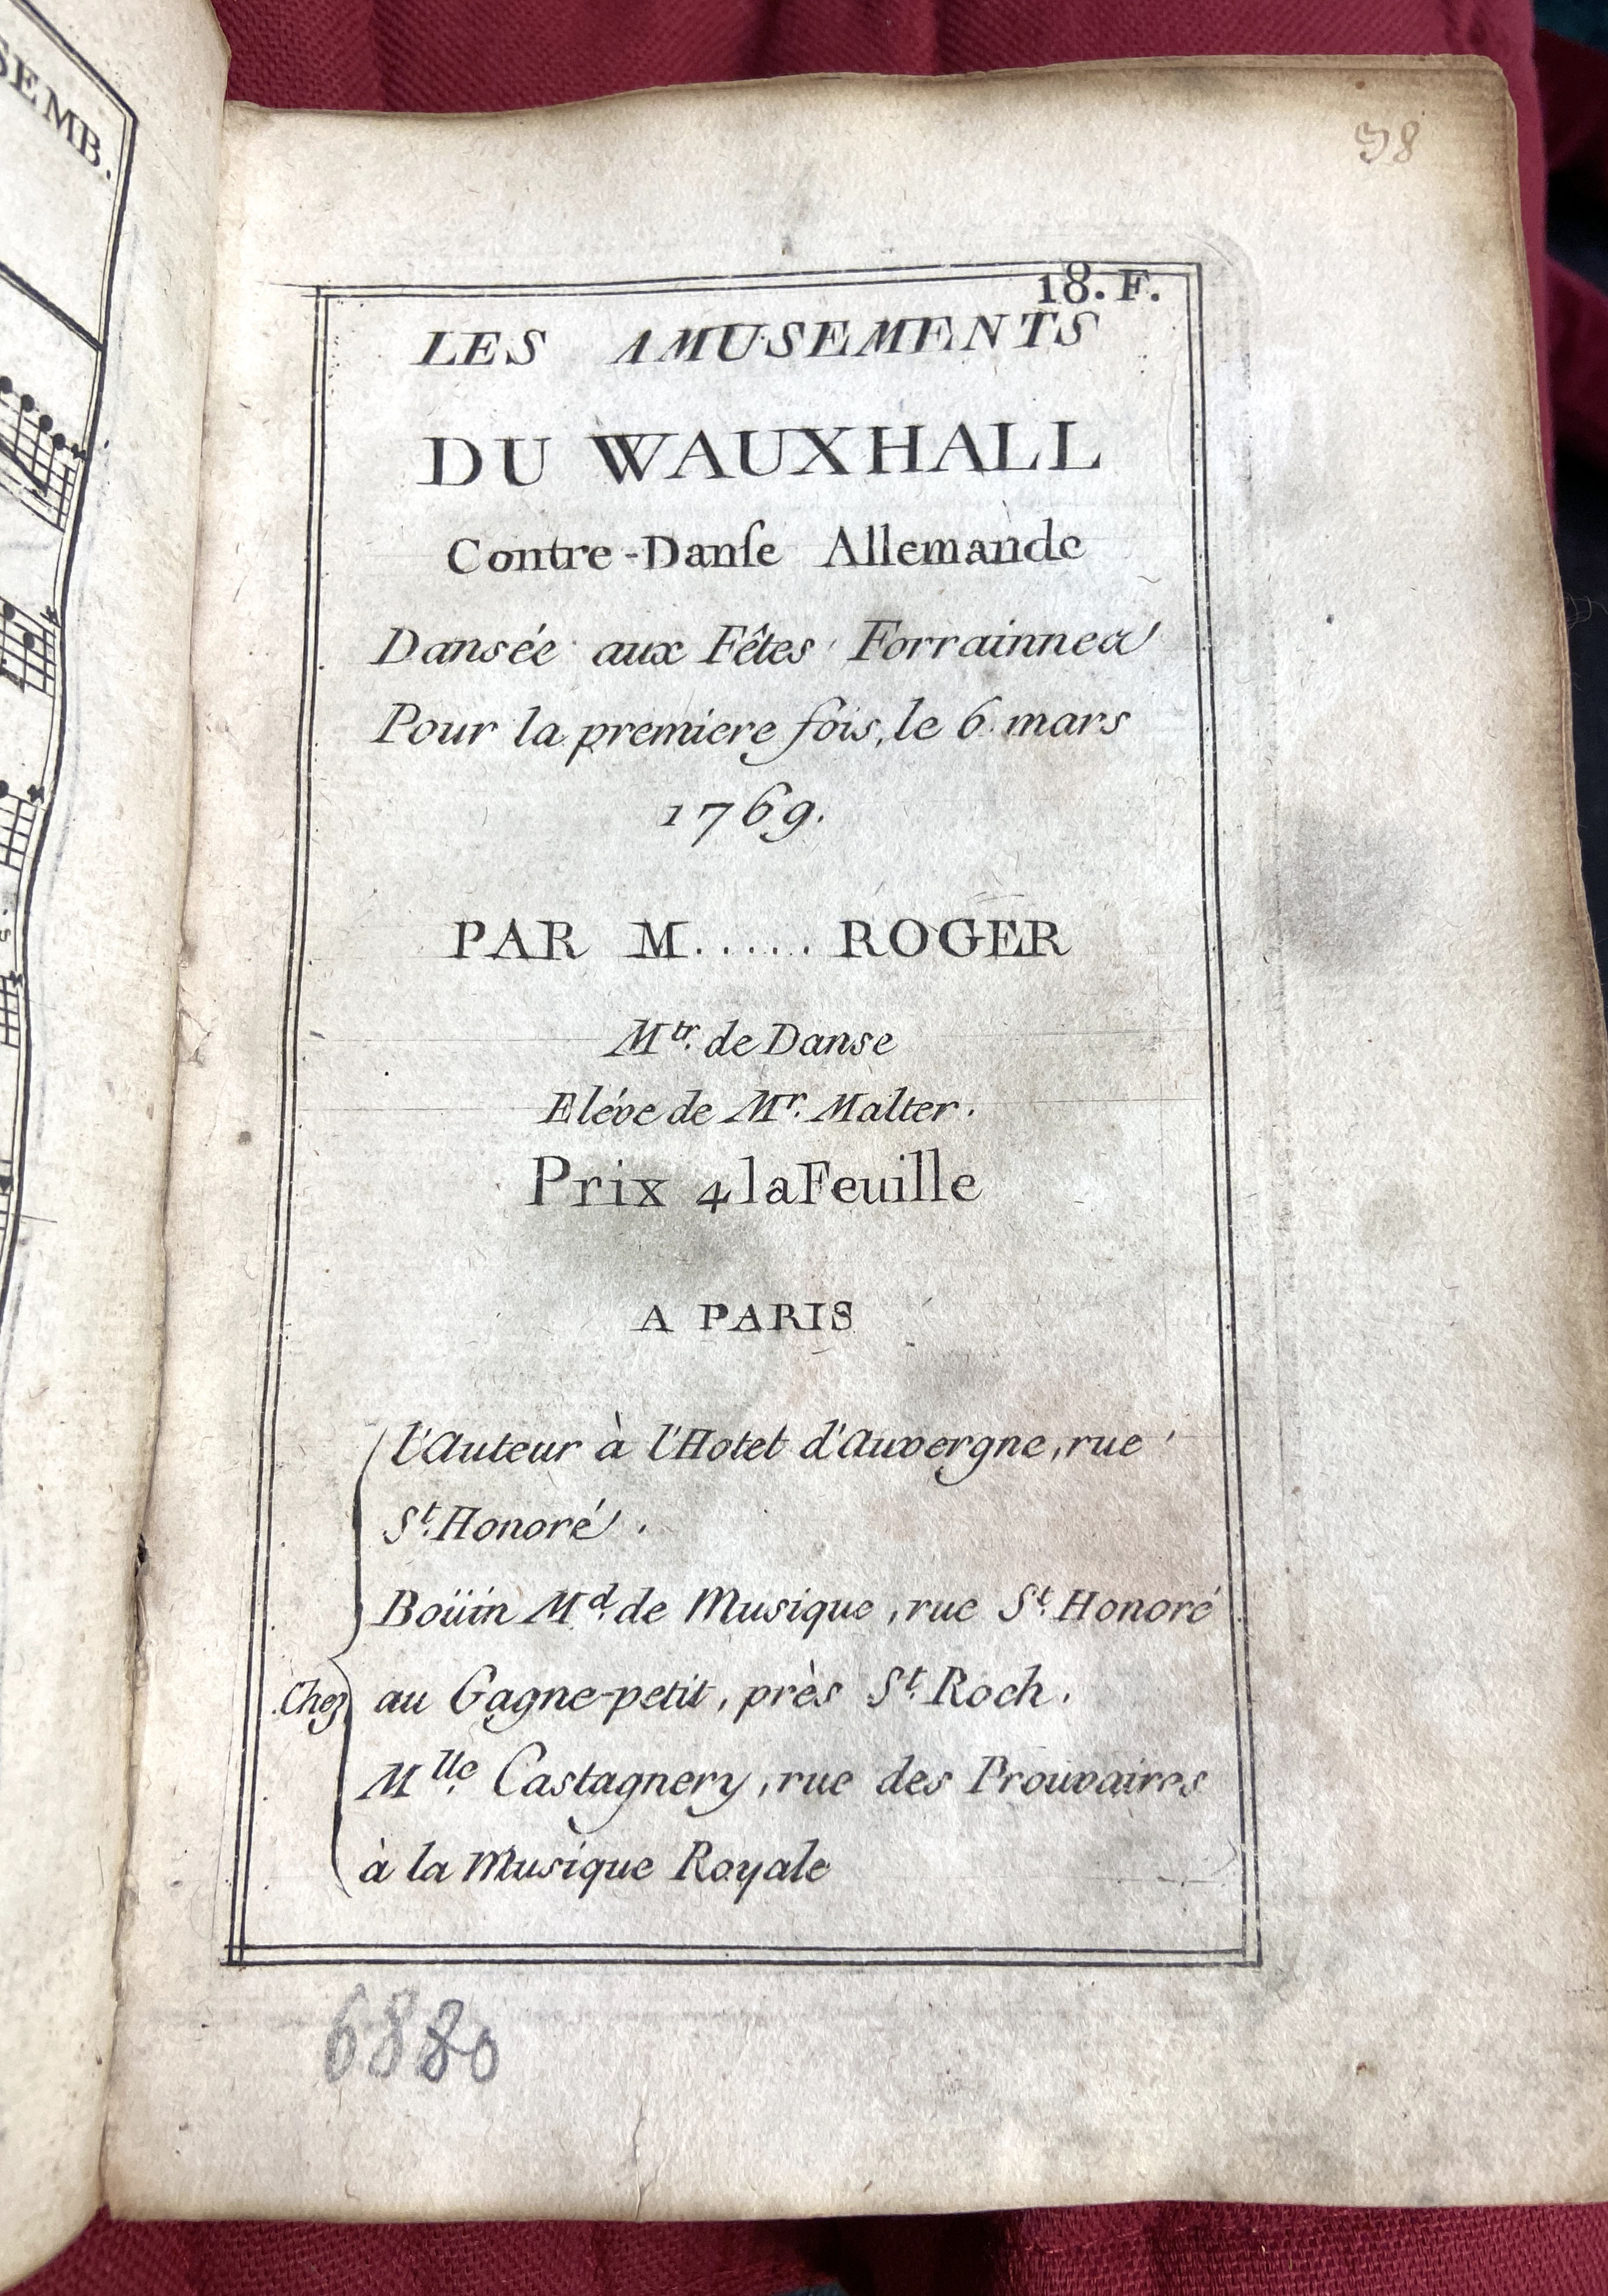 SEMB.
38
18. F.
LES AMUSEMENTS
DU WAUXHALL
Contre-Danſe Allemande
Dansée aux Fêtes Forrainnes
Pour la premiere fois, le 6. mars
1769.
PAR M...... ROGER
Mtr. de Danse
Eléve de Mr. Malter.
Prix 4 la Feuille
A PARIS
l'Auteur à l'Hotel d'Auvergne, rue
St. Honoré.
Boüin Md. de Musique, rue St. Honoré
Chez au Gagne-petit, près St. Roch.
Mlle. Castagnery, rue des Prouvaires
à la Musique Royale
6880